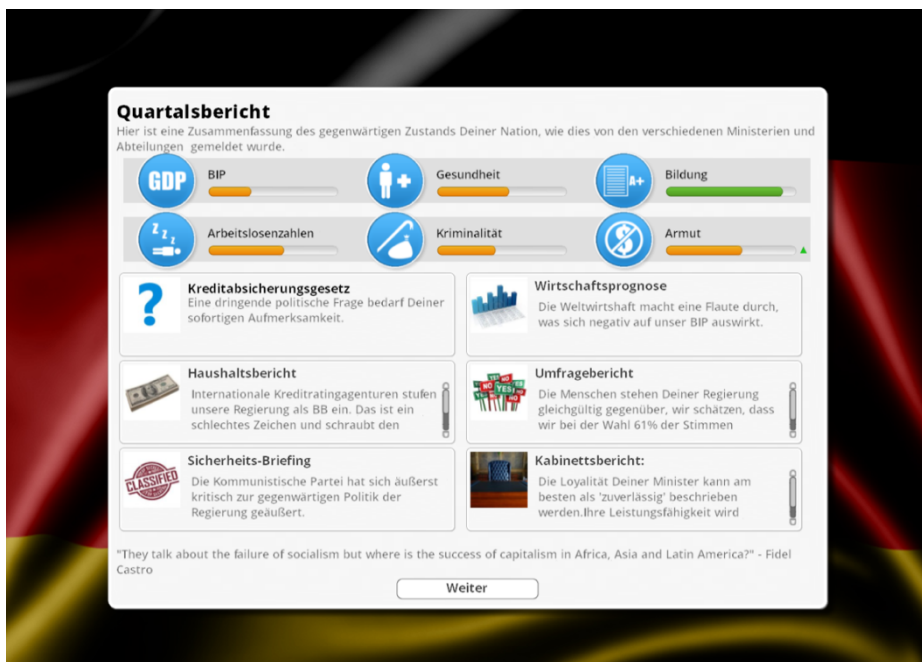 Quartalsbericht
Hier ist eine Zusammenfassung des gegenwärtigen Zustands Deiner Nation, wie dies von den verschiedenen Ministerien und
Abteilungen gemeldet wurde.
GDP
BIP
Gesundheit
A+
Bildung
Z Z Z
Arbeitslosenzahlen
Kriminalität
$
Armut
?
Kreditabsicherungsgesetz
Eine dringende politische Frage bedarf Deiner
sofortigen Aufmerksamkeit.
Wirtschaftsprognose
Die Weltwirtshaft macht eine Flaute durch,
was sich negativ auf unser BIP auswirkt.
Haushaltsbericht
Internationale Kreditratingagenturen stufen
unsere Regierung als BB ein. Das ist ein
schlechtes Zeichen und schraubt den
NO YES! NO
Umfragebericht
Die Menschen stehen Deiner Regierung
gleichgültig gegenüber, wir schätzen, dass
wir bei der Wahl 61% der Stimmen
CLASSIFIED
Sicherheits-Briefing
Die Kommunistische Partei hat sich äußerst
kritisch zur gegenwärtigen Politik der
Regierung geäußert.
Kabinettsbericht:
Die Loyalität Deiner Minister kann am
besten als 'zuverlässig' beschrieben
werden.Ihre Leistungsfähigkeit wird
"They talk about the failure of socialism but where is the success of capitalism in Africa, Asia and Latin America?" - Fidel
Castro
Weiter